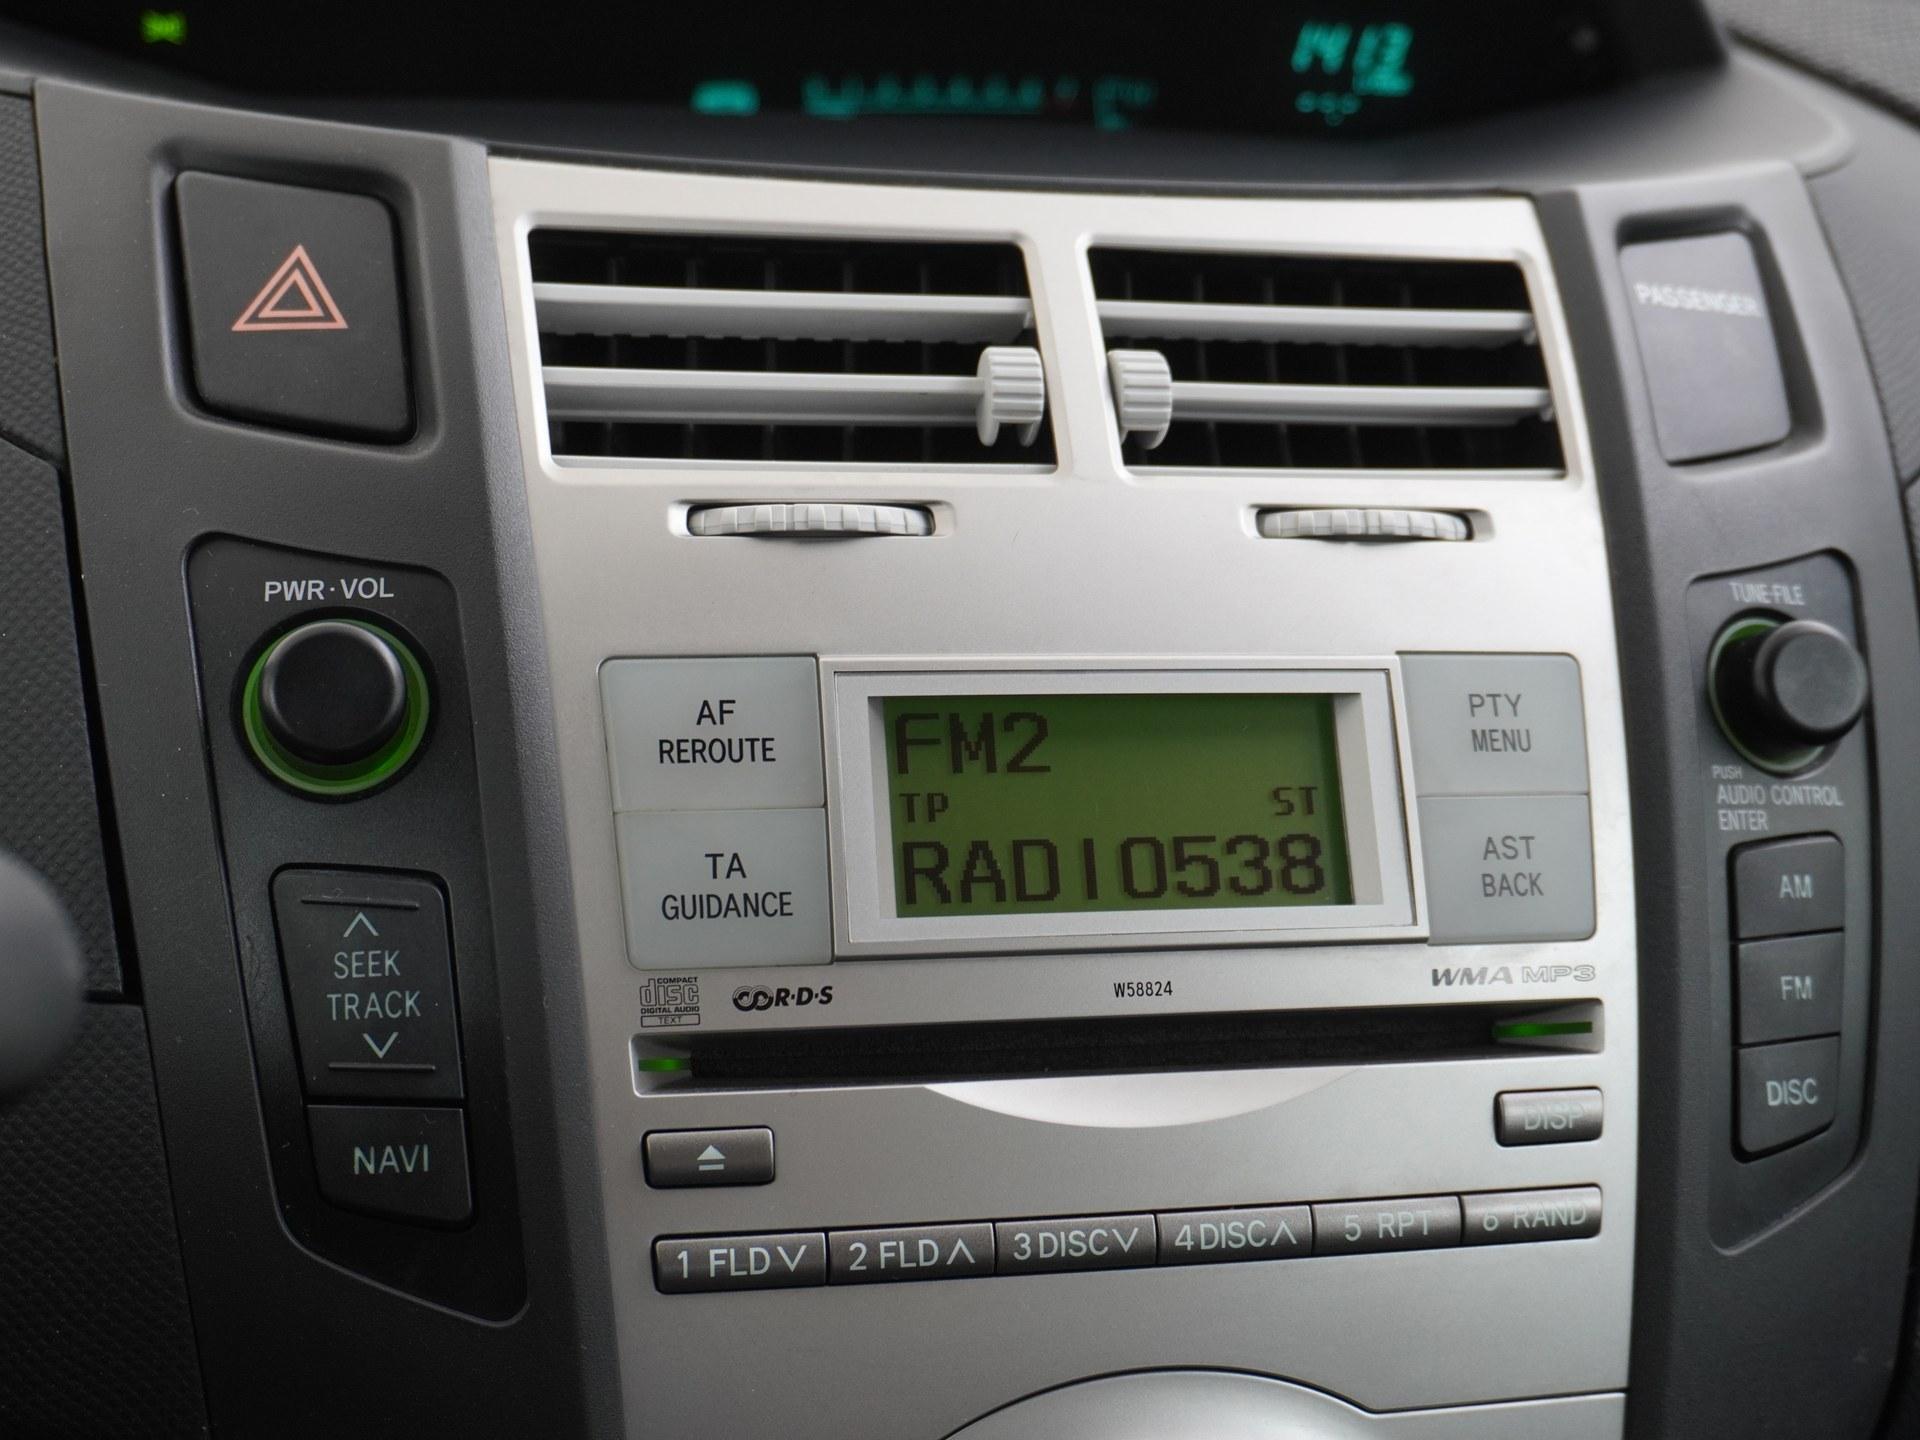 1413
PASSENGER
PWR·VOL
TUNE·FILE
AF
REROUTE
FM2
PTY
MENU
TP
ST
PUSH
AUDIO CONTROL
ENTER
TA
GUIDANCE
RADIO538
AST
BACK
AM
SEEK
TRACK
COMPACT
disc
DIGITAL AUDIO
TEXT
R·D·S
W58824
WMA MP3
FM
DISC
NAVI
DISP
1 FLD∨
2 FLD∧
3 DISC∨
4 DISC∧
5 RPT
6 RAND